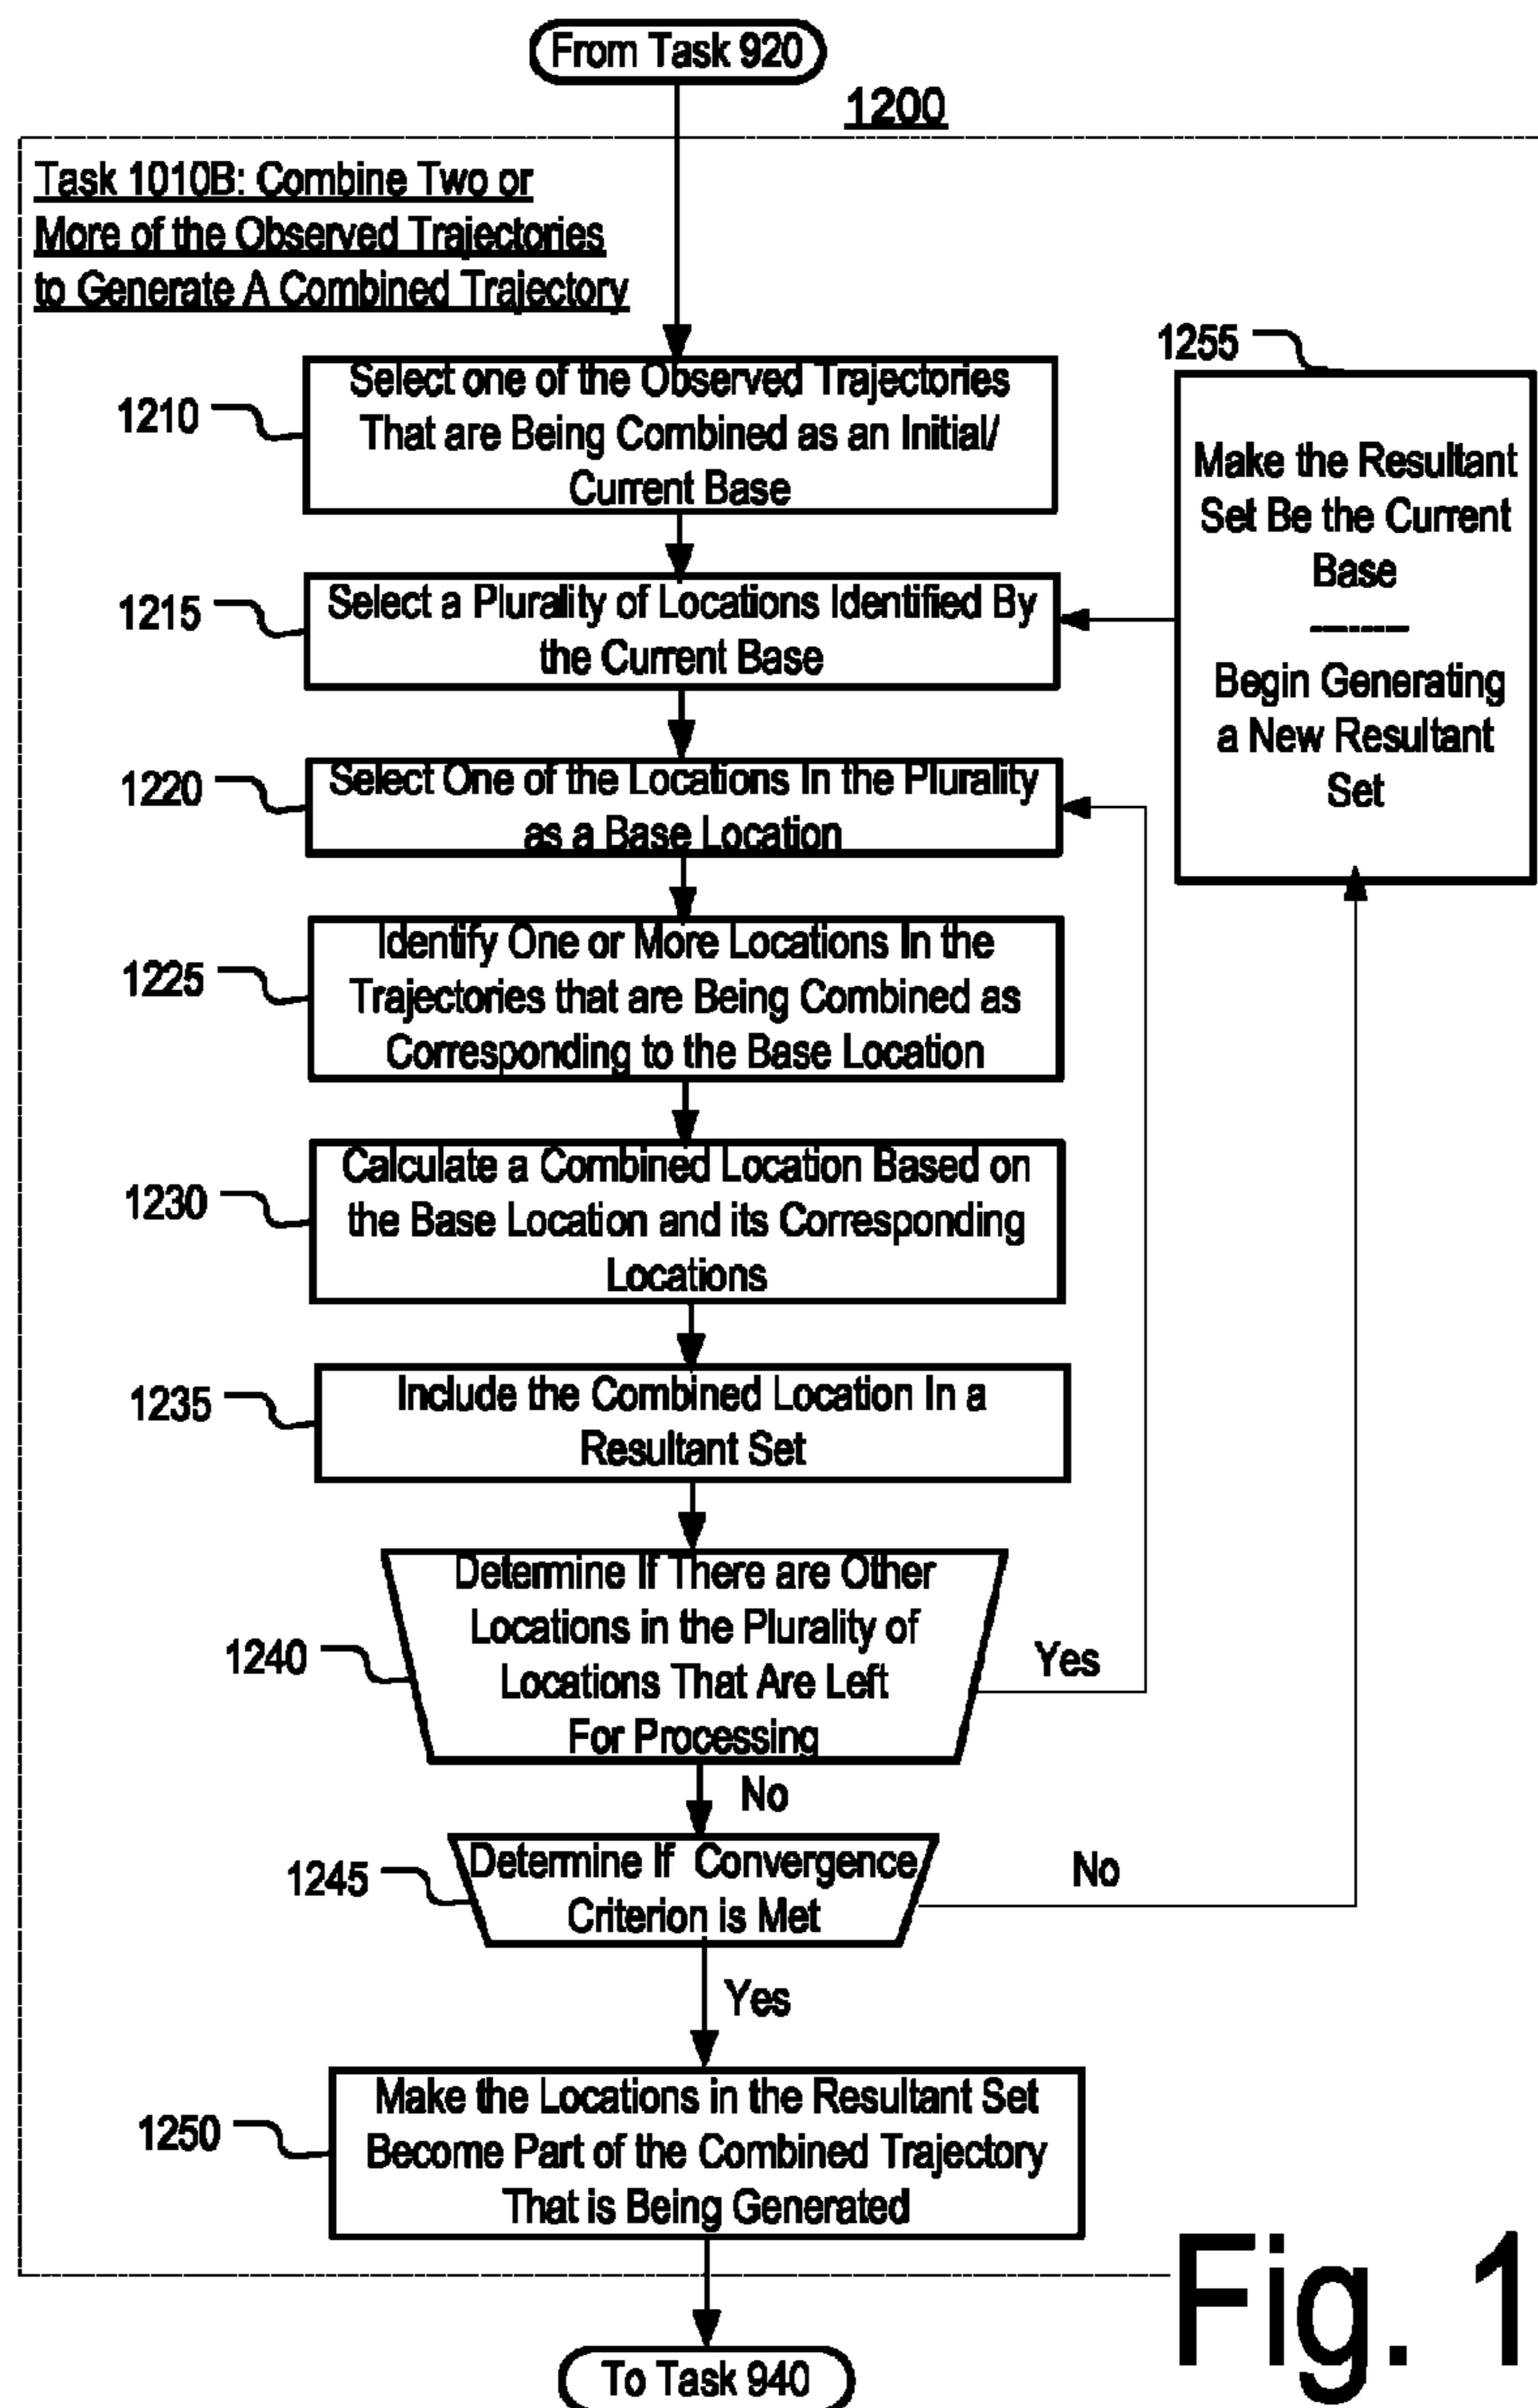 From Task 920
1200
Task 1010B: Combine Two or
More of the Observed Trajectories
to Generate A Combined Trajectory
1210
Select one of the Observed Trajectories
That are Being Combined as an Initial/
Current Base
1215
Select a Plurality of Locations Identified By
the Current Base
1220
Select One of the Locations In the Plurality
as a Base Location
1225
Identify One or More Locations In the
Trajectories that are Being Combined as
Corresponding to the Base Location
1230
Calculate a Combined Location Based on
the Base Location and its Corresponding
Locations
1235
Include the Combined Location In a
Resultant Set
1240
Determine If There are Other
Locations in the Plurality of
Locations That Are Left
For Processing
Yes
No
1245
Determine If Convergence
Criterion is Met
No
Yes
1250
Make the Locations in the Resultant Set
Become Part of the Combined Trajectory
That is Being Generated
1255
Make the Resultant
Set Be the Current
Base
-------
Begin Generating
a New Resultant
Set
To Task 940
Fig. 1